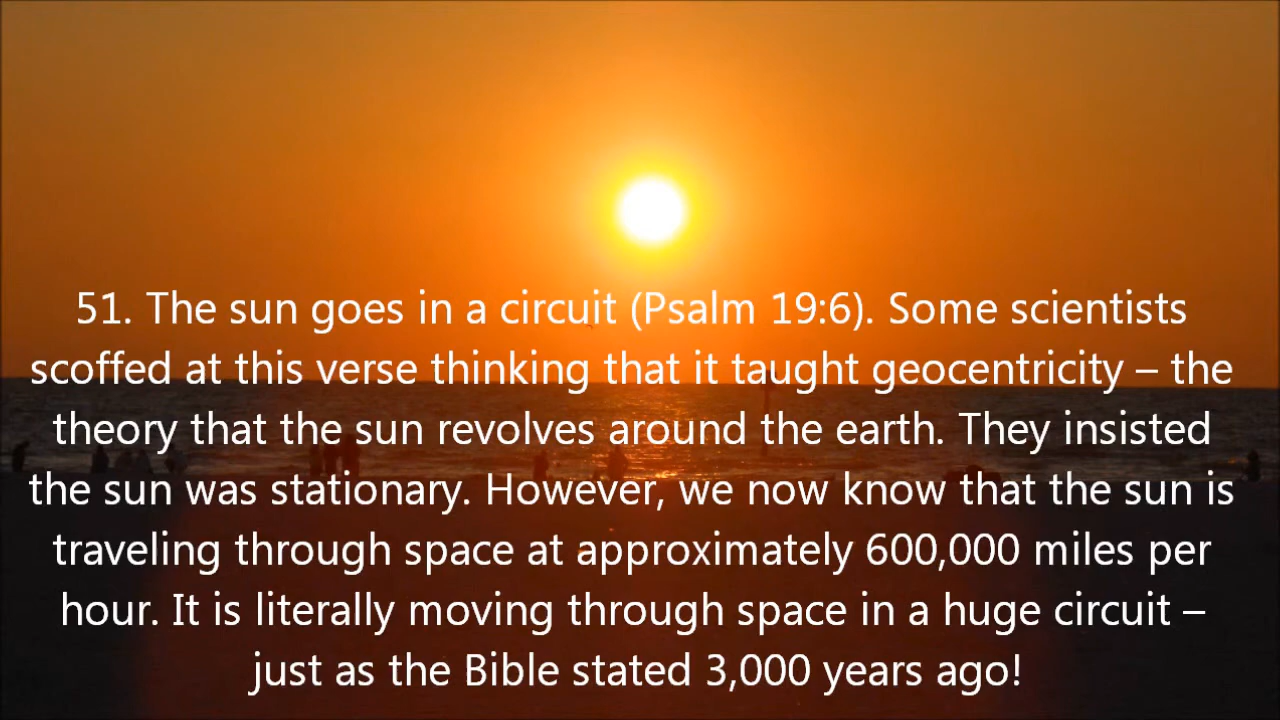 51. The sun goes in a circuit (Psalm 19:6). Some scientists
scoffed at this verse thinking that it taught geocentricity – the
theory that the sun revolves around the earth. They insisted
the sun was stationary. However, we now know that the sun is
traveling through space at approximately 600,000 miles per
hour. It is literally moving through space in a huge circuit –
just as the Bible stated 3,000 years ago!